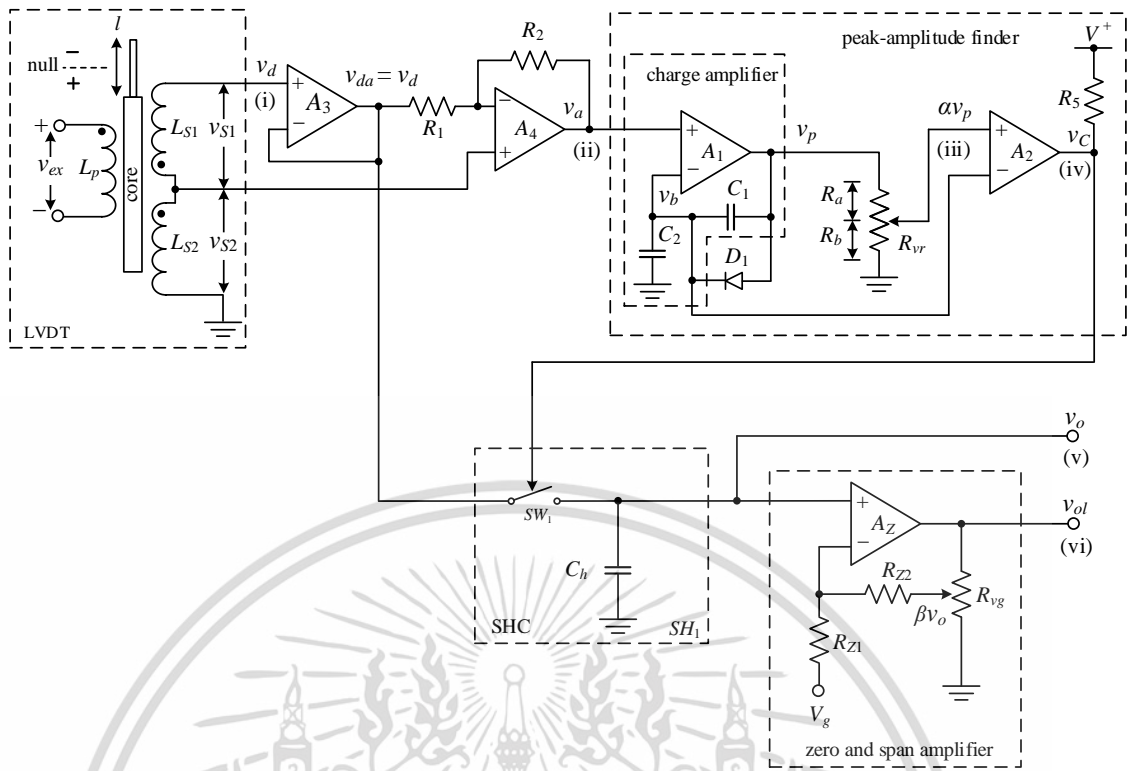 l
null
−
+
v_d
(i)
v_da = v_d
A_3
+
−
R_1
R_2
A_4
−
+
v_a
(ii)
peak-amplitude finder
charge amplifier
A_1
+
−
v_b
v_p
C_1
C_2
D_1
R_a
R_b
R_vr
αv_p
(iii)
A_2
+
−
V^+
R_5
v_C
(iv)
+
v_ex
−
L_p
core
L_S1
L_S2
v_S1
v_S2
LVDT
SW_1
C_h
SHC
SH_1
v_o
(v)
A_Z
+
−
v_ol
(vi)
R_Z2
βv_o
R_vg
R_Z1
V_g
zero and span amplifier